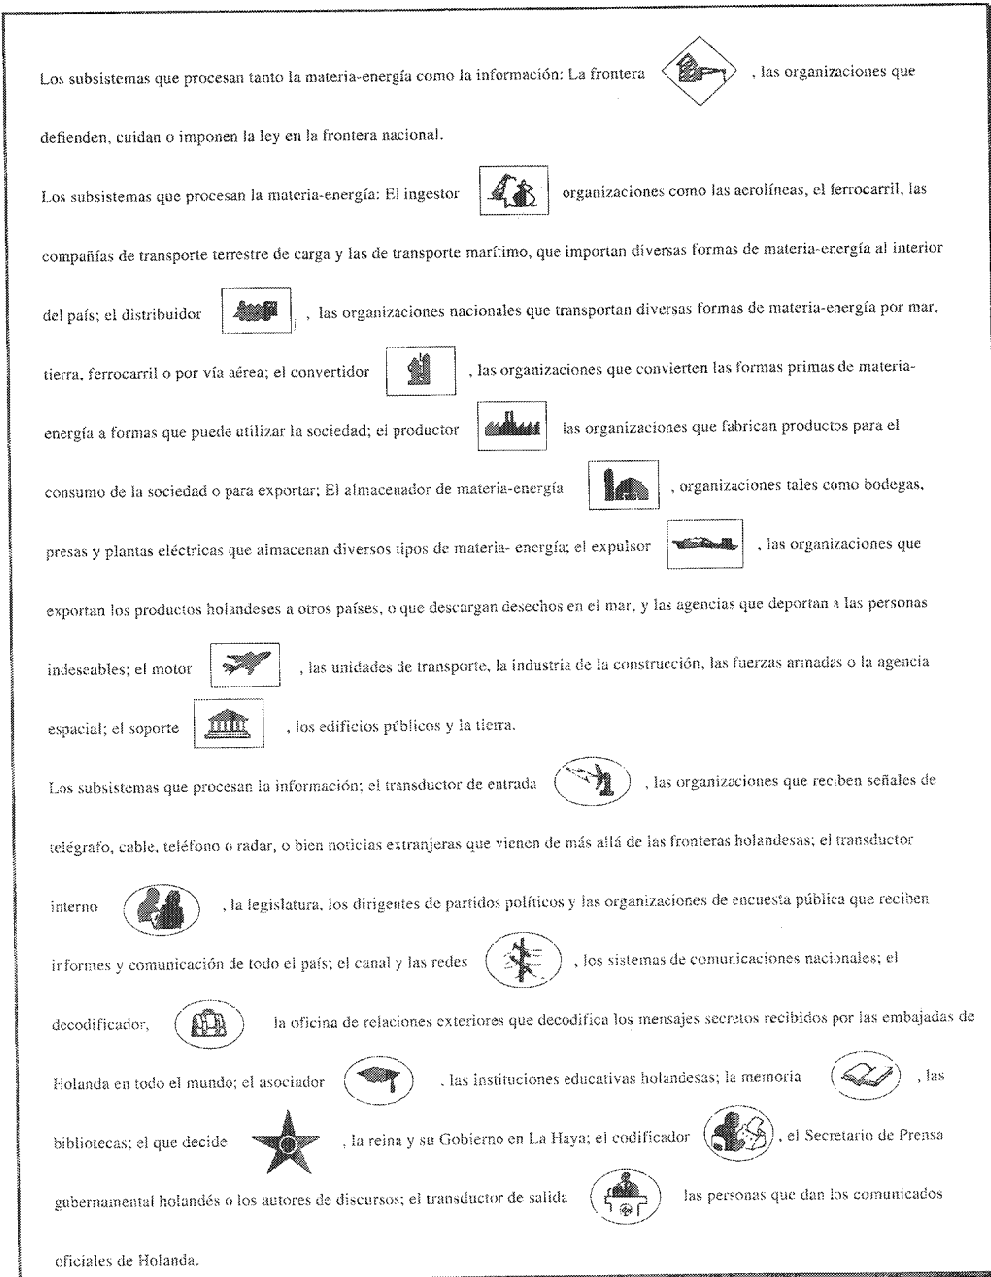 Los subsistemas que procesan tanto la materia-energía como la información: La frontera , las organizaciones que
defienden, cuidan o imponen la ley en la frontera nacional.
Los subsistemas que procesan la materia-energía: El ingestor organizaciones como las aerolíneas, el ferrocarril, las
compañías de transporte terrestre de carga y las de transporte marítimo, que importan diversas formas de materia-energía al interior
del país; el distribuidor , las organizaciones nacionales que transportan diversas formas de materia-energía por mar,
tierra, ferrocarril o por vía aérea; el convertidor , las organizaciones que convierten las formas primas de materia-
energía a formas que puede utilizar la sociedad; el productor las organizaciones que fabrican productos para el
consumo de la sociedad o para exportar; El almacenador de materia-energía , organizaciones tales como bodegas,
presas y plantas eléctricas que almacenan diversos tipos de materia- energía; el expulsor , las organizaciones que
exportan los productos holandeses a otros países, o que descargan desechos en el mar, y las agencias que deportan a las personas
indeseables; el motor , las unidades de transporte, la industria de la construcción, las fuerzas armadas o la agencia
espacial; el soporte , los edificios públicos y la tierra.
Los subsistemas que procesan la información; el transductor de entrada , las organizaciones que reciben señales de
telégrafo, cable, teléfono o radar, o bien noticias extranjeras que vienen de más allá de las fronteras holandesas; el transductor
interno , la legislatura, los dirigentes de partidos políticos y las organizaciones de encuesta pública que reciben
informes y comunicación de todo el país; el canal y las redes , los sistemas de comunicaciones nacionales; el
decodificador, la oficina de relaciones exteriores que decodifica los mensajes secretos recibidos por las embajadas de
Holanda en todo el mundo; el asociador , las instituciones educativas holandesas; la memoria , las
bibliotecas; el que decide , la reina y su Gobierno en La Haya; el codificador , el Secretario de Prensa
gubernamental holandés o los autores de discursos; el transductor de salida las personas que dan los comunicados
oficiales de Holanda.